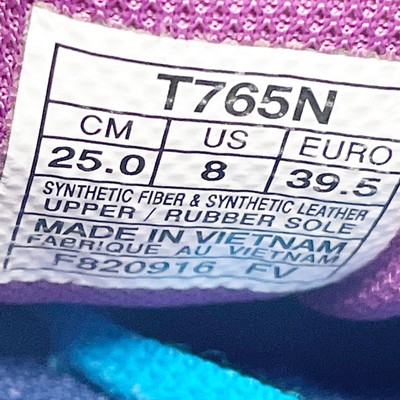 T765N
CM US EURO
25.0 8 39.5
SYNTHETIC FIBER & SYNTHETIC LEATHER
UPPER / RUBBER SOLE
MADE IN VIETNAM
FABRIQUE AU VIETNAM
F820916 FV